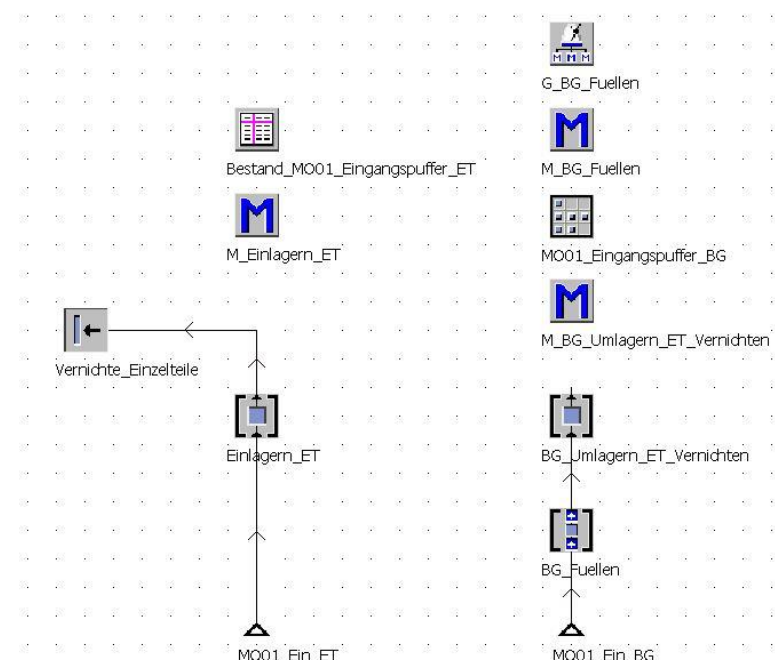 G_BG_Fuellen
Bestand_MO01_Eingangspuffer_ET
M_BG_Fuellen
M_Einlagern_ET
MO01_Eingangspuffer_BG
M_BG_Umlagern_ET_Vernichten
Vernichte_Einzelteile
Einlagern_ET
BG_Umlagern_ET_Vernichten
BG_Fuellen
MO01_Ein_ET
MO01_Ein_BG